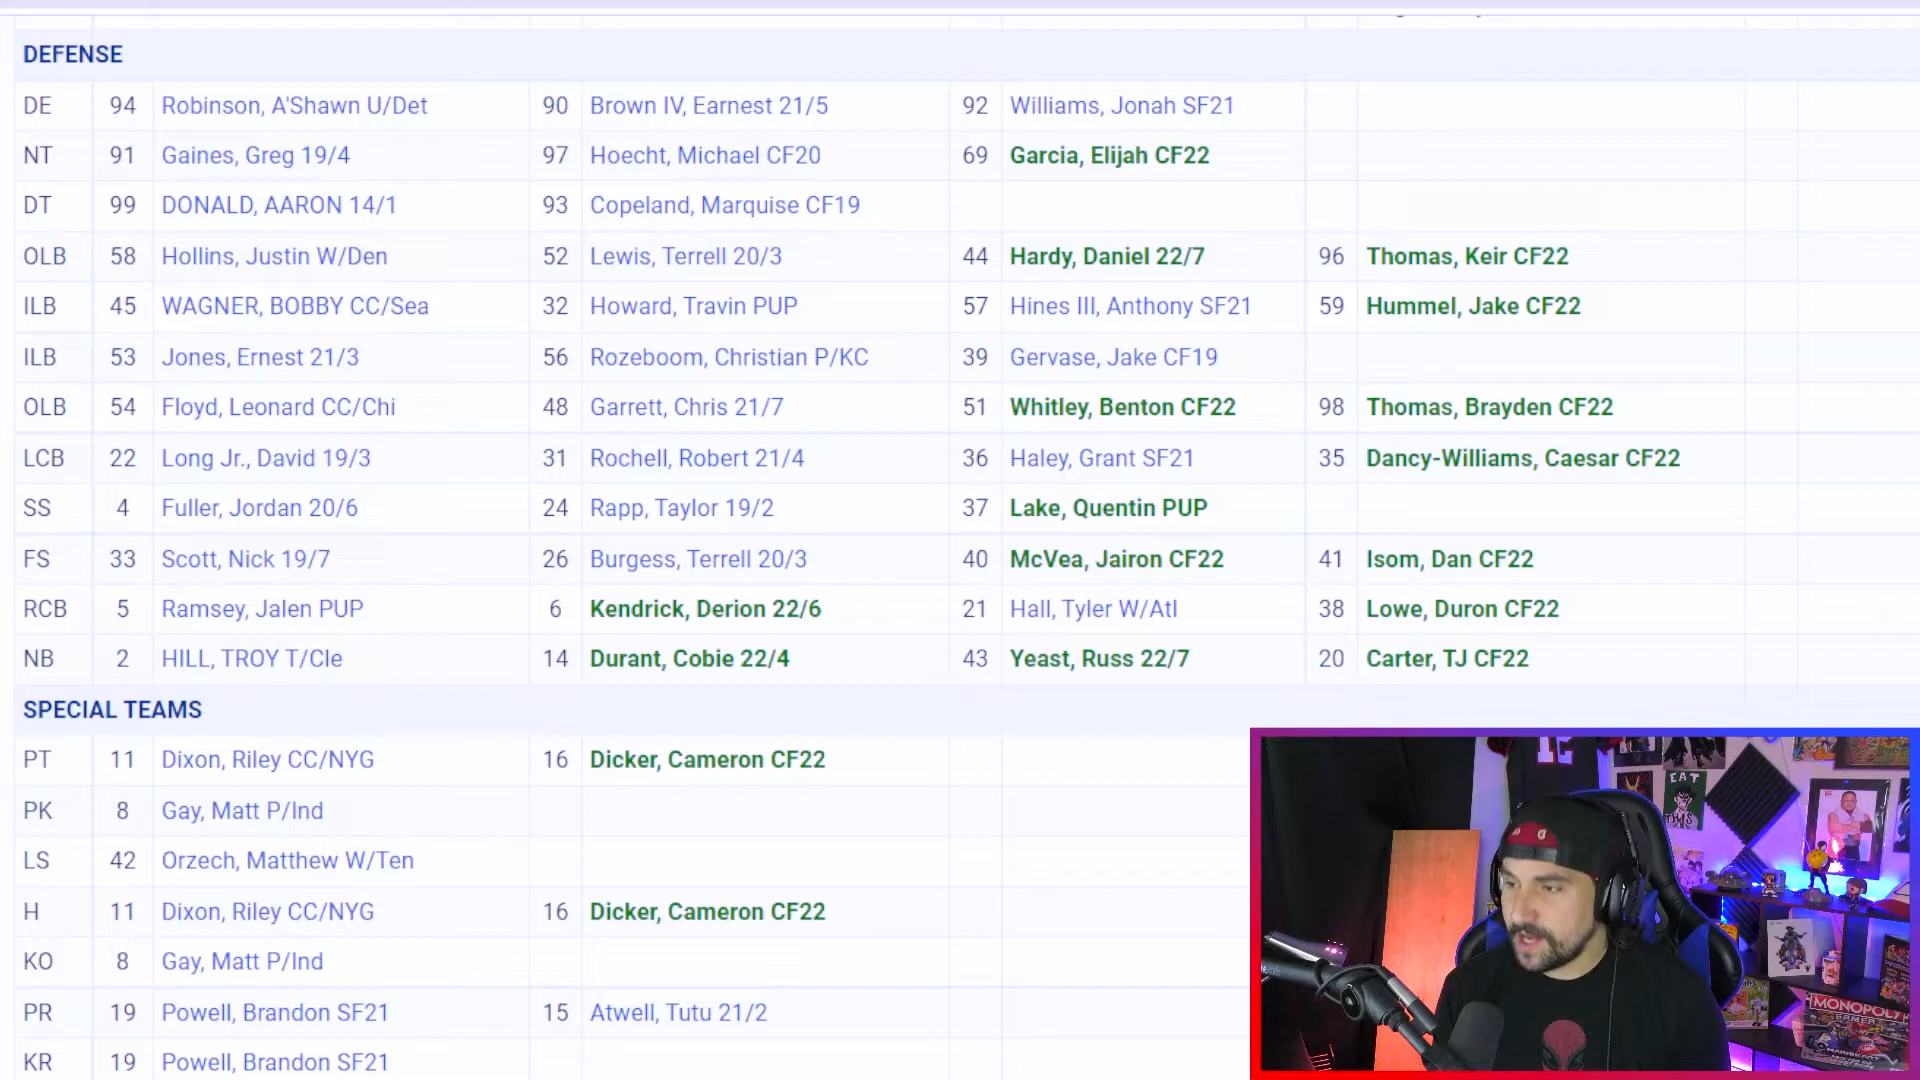 DEFENSE
DE 94 Robinson, A'Shawn U/Det 90 Brown IV, Earnest 21/5 92 Williams, Jonah SF21
NT 91 Gaines, Greg 19/4 97 Hoecht, Michael CF20 69 Garcia, Elijah CF22
DT 99 DONALD, AARON 14/1 93 Copeland, Marquise CF19
OLB 58 Hollins, Justin W/Den 52 Lewis, Terrell 20/3 44 Hardy, Daniel 22/7 96 Thomas, Keir CF22
ILB 45 WAGNER, BOBBY CC/Sea 32 Howard, Travin PUP 57 Hines III, Anthony SF21 59 Hummel, Jake CF22
ILB 53 Jones, Ernest 21/3 56 Rozeboom, Christian P/KC 39 Gervase, Jake CF19
OLB 54 Floyd, Leonard CC/Chi 48 Garrett, Chris 21/7 51 Whitley, Benton CF22 98 Thomas, Brayden CF22
LCB 22 Long Jr., David 19/3 31 Rochell, Robert 21/4 36 Haley, Grant SF21 35 Dancy-Williams, Caesar CF22
SS 4 Fuller, Jordan 20/6 24 Rapp, Taylor 19/2 37 Lake, Quentin PUP
FS 33 Scott, Nick 19/7 26 Burgess, Terrell 20/3 40 McVea, Jairon CF22 41 Isom, Dan CF22
RCB 5 Ramsey, Jalen PUP 6 Kendrick, Derion 22/6 21 Hall, Tyler W/Atl 38 Lowe, Duron CF22
NB 2 HILL, TROY T/Cle 14 Durant, Cobie 22/4 43 Yeast, Russ 22/7 20 Carter, TJ CF22
SPECIAL TEAMS
PT 11 Dixon, Riley CC/NYG 16 Dicker, Cameron CF22
PK 8 Gay, Matt P/Ind
LS 42 Orzech, Matthew W/Ten
H 11 Dixon, Riley CC/NYG 16 Dicker, Cameron CF22
KO 8 Gay, Matt P/Ind
PR 19 Powell, Brandon SF21 15 Atwell, Tutu 21/2
KR 19 Powell, Brandon SF21
12
EAT
THIS
MONOPOLY
GAMER
MARIOKART